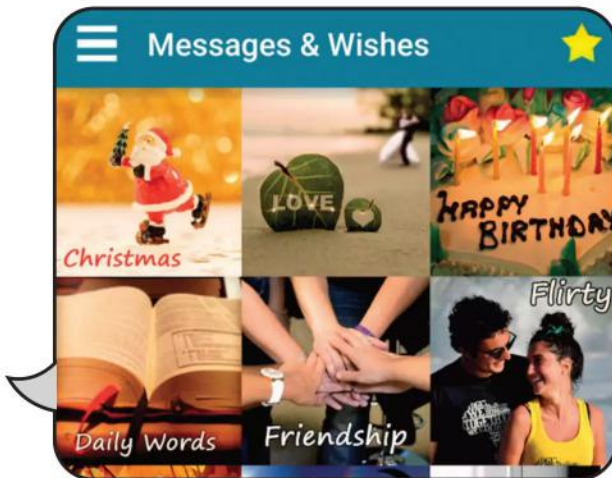 Messages & Wishes
Christmas
LOVE
HAPPY
BIRTHDAY
Daily Words
Friendship
Flirty